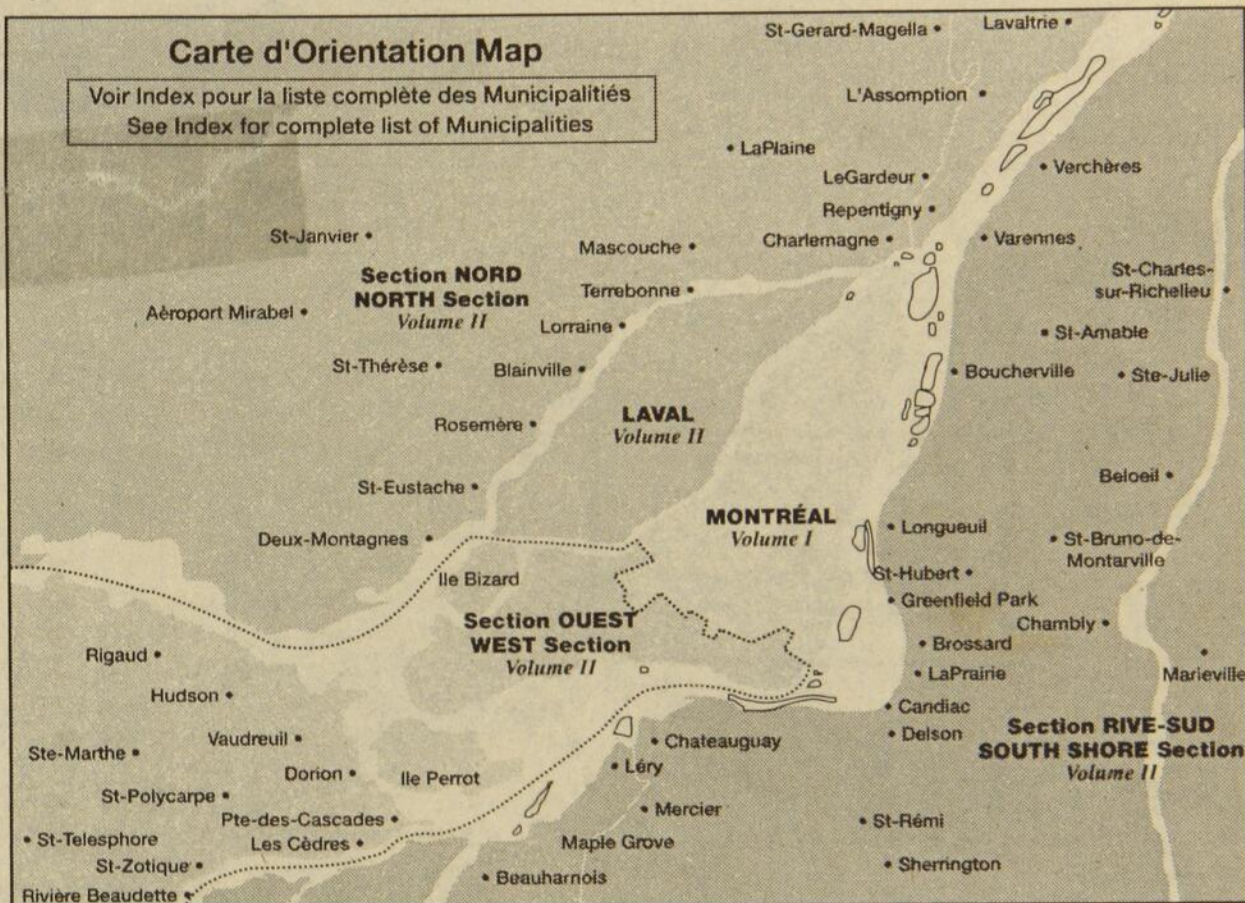 Carte d'Orientation Map
Voir Index pour la liste complète des Municipalitiés
See Index for complete list of Municipalities
St-Gerard-Magella
Lavaltrie
L'Assomption
LaPlaine
Verchères
LeGardeur
Repentigny
St-Janvier
Mascouche
Charlemagne
Varennes
Section NORD
NORTH Section
Volume II
St-Charles-
sur-Richelieu
Terrebonne
Aéroport Mirabel
Lorraine
St-Amable
St-Thérèse
Blainville
Boucherville
Ste-Julie
LAVAL
Volume II
Rosemère
Beloeil
St-Eustache
MONTRÉAL
Volume I
Longueuil
Deux-Montagnes
St-Bruno-de-
Montarville
Ile Bizard
St-Hubert
Greenfield Park
Section OUEST
WEST Section
Volume II
Chambly
Brossard
Rigaud
LaPrairie
Marieville
Hudson
Candiac
Section RIVE-SUD
SOUTH SHORE Section
Volume II
Delson
Vaudreuil
Chateauguay
Ste-Marthe
Léry
Dorion
Ile Perrot
St-Polycarpe
Mercier
Pte-des-Cascades
St-Rémi
St-Telesphore
Les Cèdres
Maple Grove
St-Zotique
Sherrington
Beauharnois
Rivière Beaudette